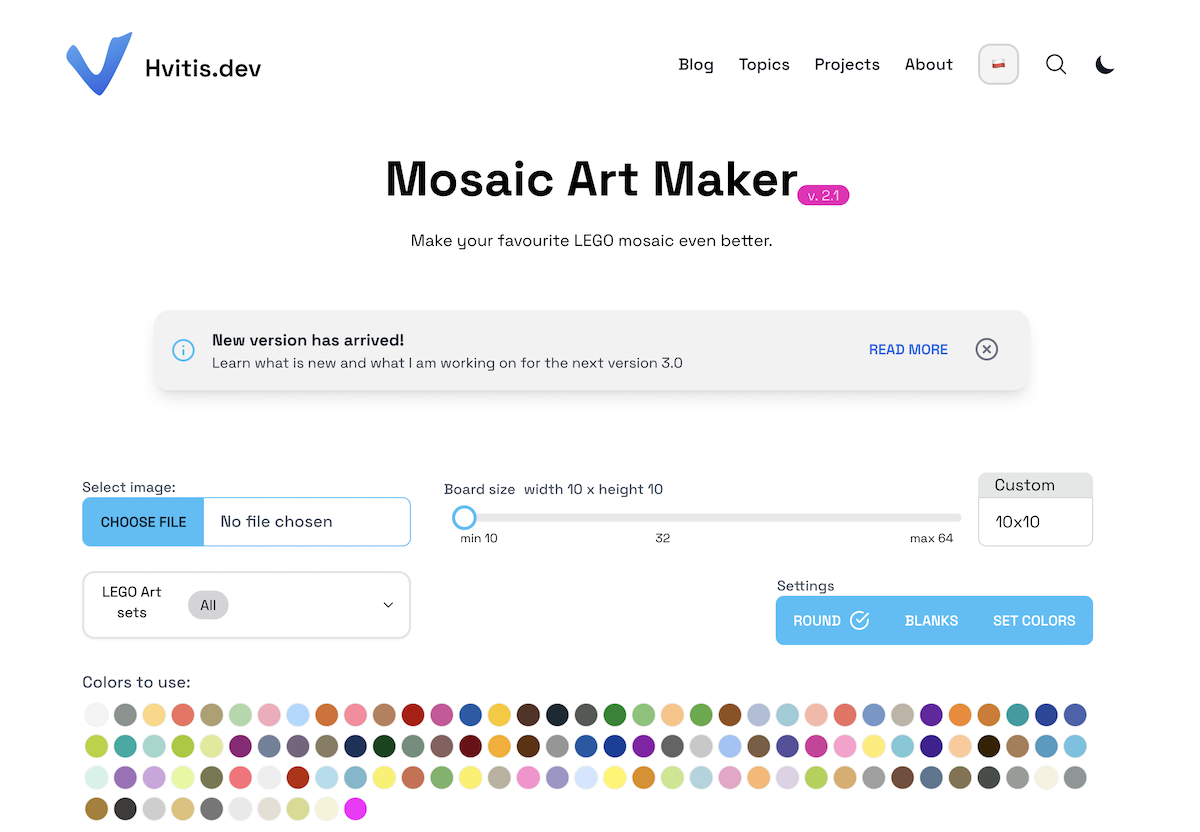 Hvitis.dev
Blog Topics Projects About
Mosaic Art Maker v. 2.1
Make your favourite LEGO mosaic even better.
New version has arrived!
Learn what is new and what I am working on for the next version 3.0
READ MORE
Select image:
CHOOSE FILE No file chosen
Board size width 10 x height 10
min 10 32 max 64
Custom
10x10
LEGO Art
sets
All
Settings
ROUND BLANKS SET COLORS
Colors to use: